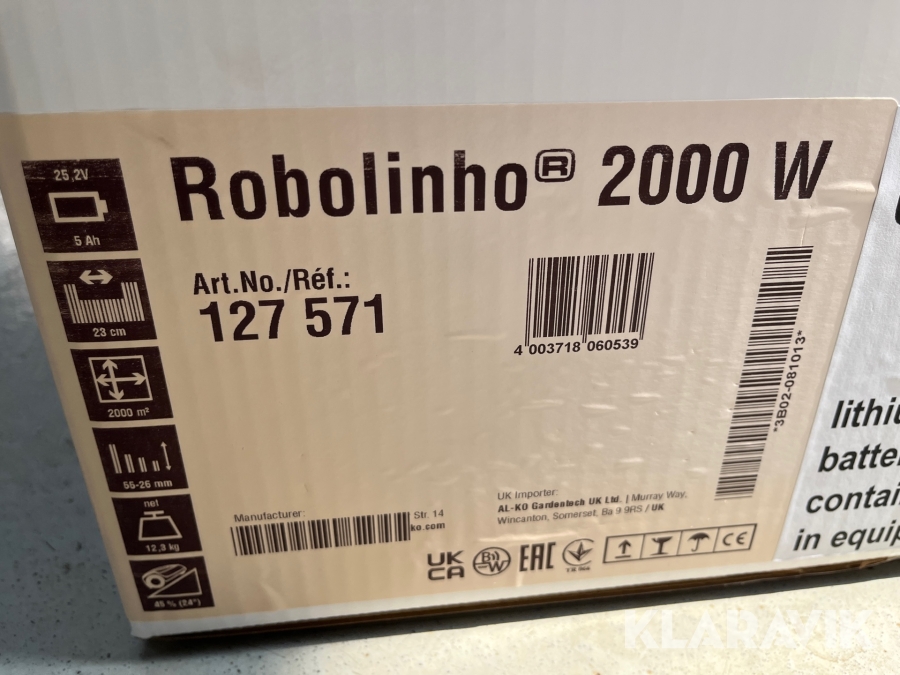 25,2V
5 Ah
23 cm
2000 m²
55-25 mm
net
12,3 kg
45 % (24°)
Robolinho® 2000 W
Art.No./Réf.:
127 571
4 003718 060539
*3B02-081013*
Manufacturer:
Str. 14
ko.com
UK Importer:
AL-KO Gardentech UK Ltd. | Murray Way,
Wincanton, Somerset, Ba 9 9RS / UK
UK
CA
EAC
CE
lithiu
batte
contai
in equip
KLARAVIK